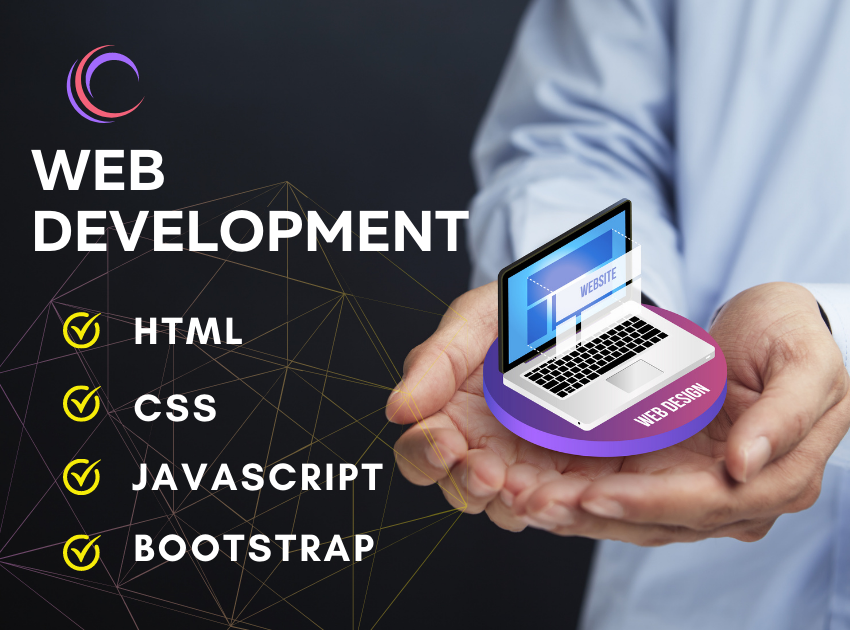 WEB
DEVELOPMENT
HTML
CSS
JAVASCRIPT
BOOTSTRAP
WEBSITE
WEB DESIGN